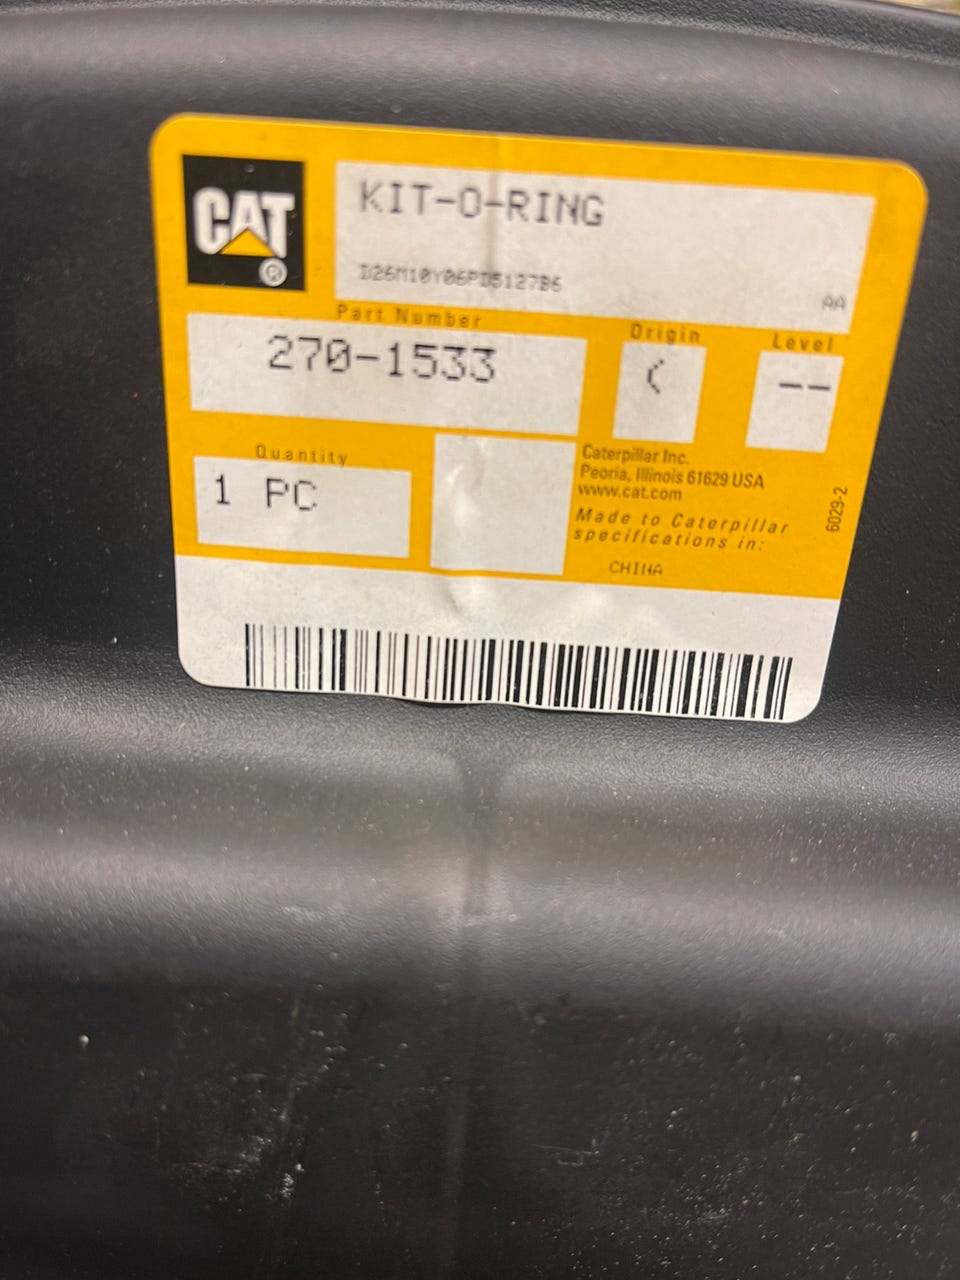 CAT
®
KIT-O-RING
D26M10Y06PD5127B6
AA
Part Number
270-1533
Origin
(
Level
--
Quantity
1 PC
Caterpillar Inc.
Peoria, Illinois 61629 USA
www.cat.com
Made to Caterpillar
specifications in:
CHINA
6029-2